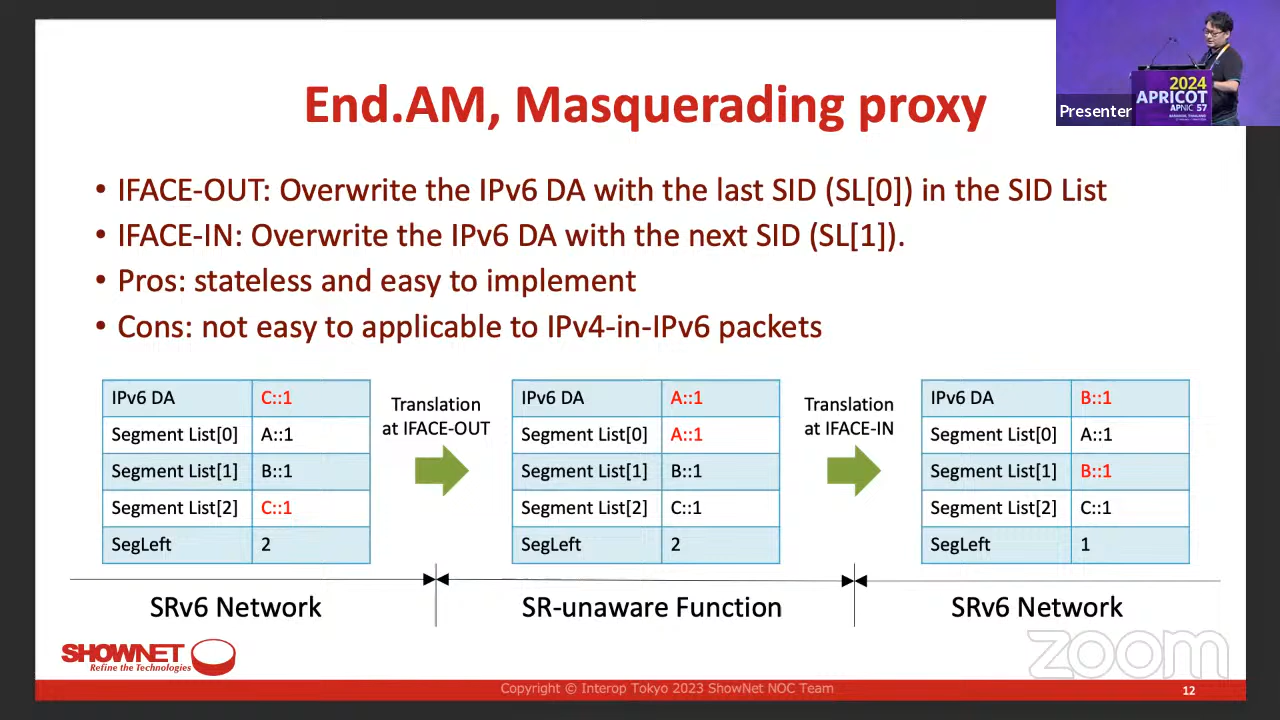 End.AM, Masquerading proxy
2024
APRICOT
APNIC 57
Presenter
• IFACE-OUT: Overwrite the IPv6 DA with the last SID (SL[0]) in the SID List
• IFACE-IN: Overwrite the IPv6 DA with the next SID (SL[1]).
• Pros: stateless and easy to implement
• Cons: not easy to applicable to IPv4-in-IPv6 packets
IPv6 DA C::1
Segment List[0] A::1
Segment List[1] B::1
Segment List[2] C::1
SegLeft 2
Translation
at IFACE-OUT
IPv6 DA A::1
Segment List[0] A::1
Segment List[1] B::1
Segment List[2] C::1
SegLeft 2
Translation
at IFACE-IN
IPv6 DA B::1
Segment List[0] A::1
Segment List[1] B::1
Segment List[2] C::1
SegLeft 1
SRv6 Network
SR-unaware Function
SRv6 Network
SHOWNET
Refine the Technologies
zoom
Copyright © Interop Tokyo 2023 ShowNet NOC Team
12